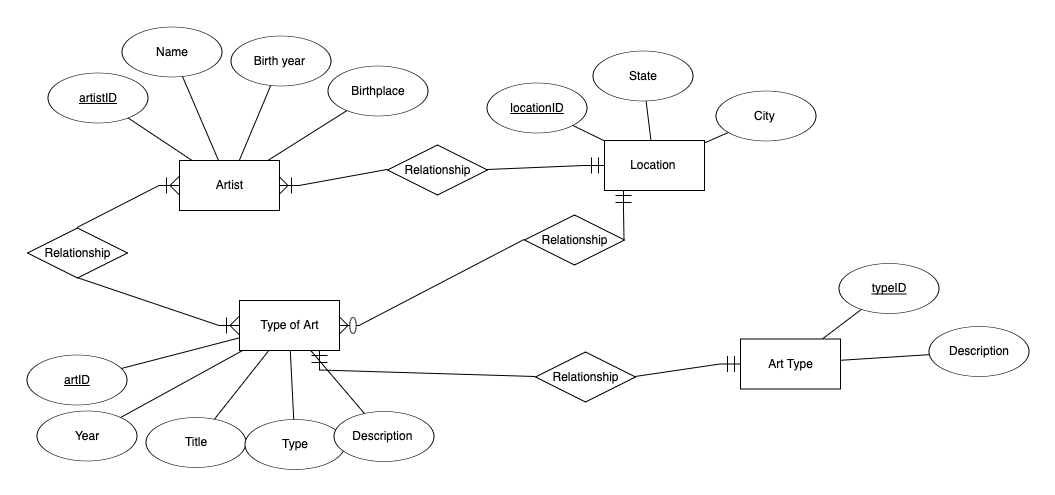 Name
Birth year
State
Birthplace
artistID
locationID
City
Location
Relationship
Artist
Relationship
Relationship
typeID
Type of Art
Description
Art Type
Relationship
artID
Year
Title
Type
Description